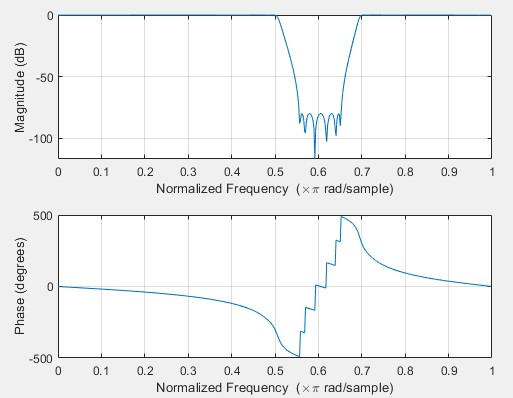 0
-50
-100
Magnitude (dB)
0 0.1 0.2 0.3 0.4 0.5 0.6 0.7 0.8 0.9 1
Normalized Frequency (×π rad/sample)
500
0
-500
Phase (degrees)
0 0.1 0.2 0.3 0.4 0.5 0.6 0.7 0.8 0.9 1
Normalized Frequency (×π rad/sample)